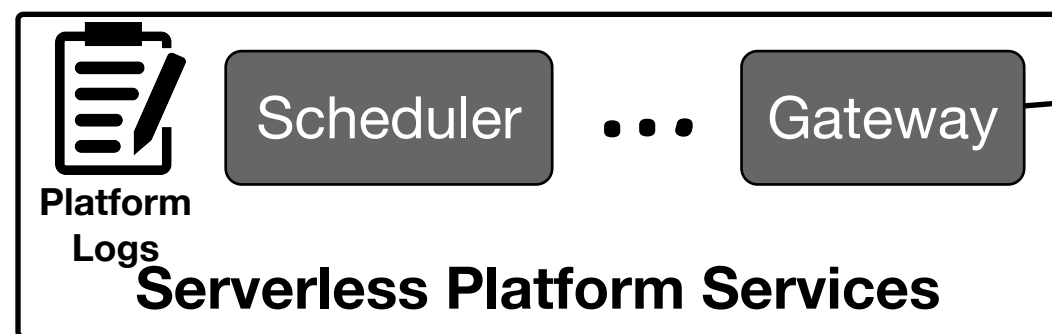 Scheduler ... Gateway
Platform
Logs
Serverless Platform Services